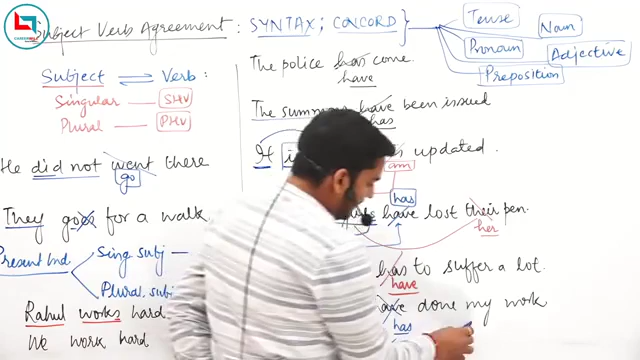 Subject Verb Agreement
Subject ⇌ Verb:
Singular — SHV
Plural — PHV
He did not went there
go
They goes for a walk.
Present Ind
Sing subj —
Plural. subj
Rahul works hard.
We work hard
SYNTAX; CONCORD
Tense
Noun
Pronoun
Adjective
Preposition
The police has come.
have
The summons have been issued
has
It updated.
am
has
have lost their pen.
her
has to suffer a lot.
have
have done my work
has